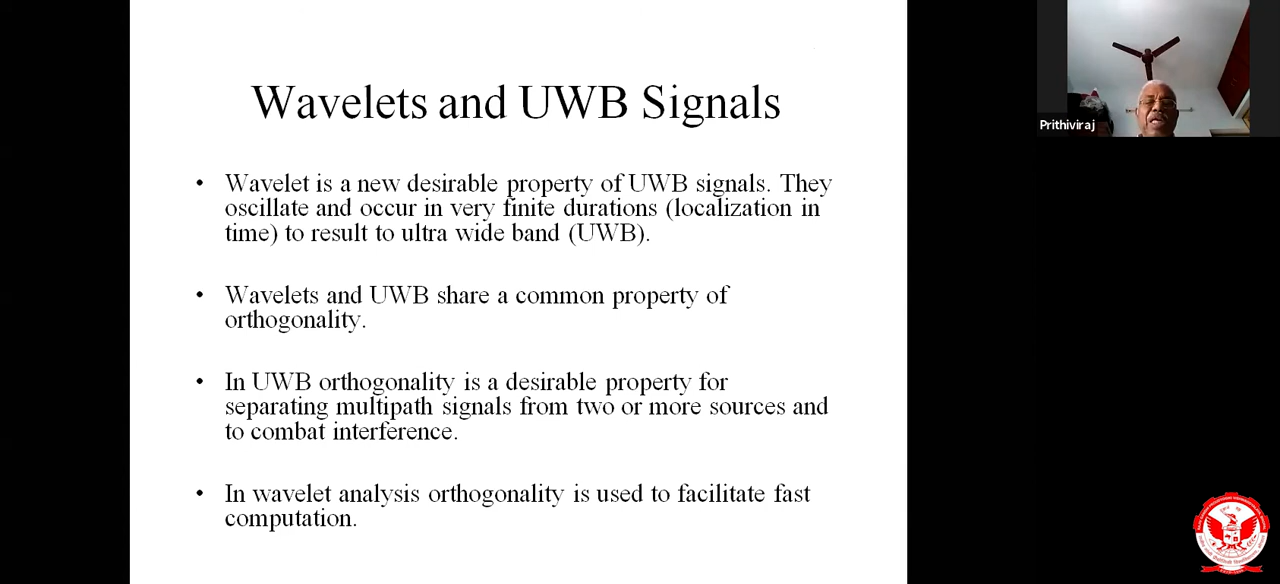 Wavelets and UWB Signals
• Wavelet is a new desirable property of UWB signals. They
oscillate and occur in very finite durations (localization in
time) to result to ultra wide band (UWB).
• Wavelets and UWB share a common property of
orthogonality.
• In UWB orthogonality is a desirable property for
separating multipath signals from two or more sources and
to combat interference.
• In wavelet analysis orthogonality is used to facilitate fast
computation.
Prithiviraj